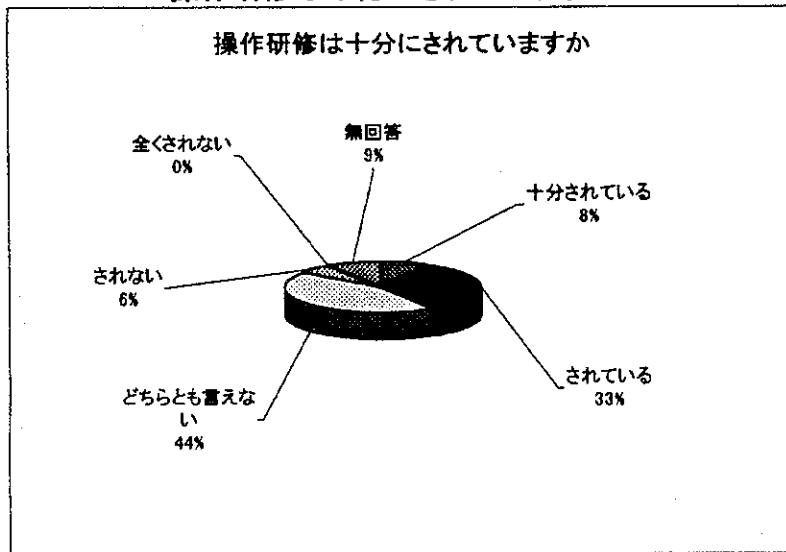 操作研修は十分にされていますか
無回答
9%
全くされない
0%
十分されている
8%
されない
6%
されている
33%
どちらとも言えな
い
44%